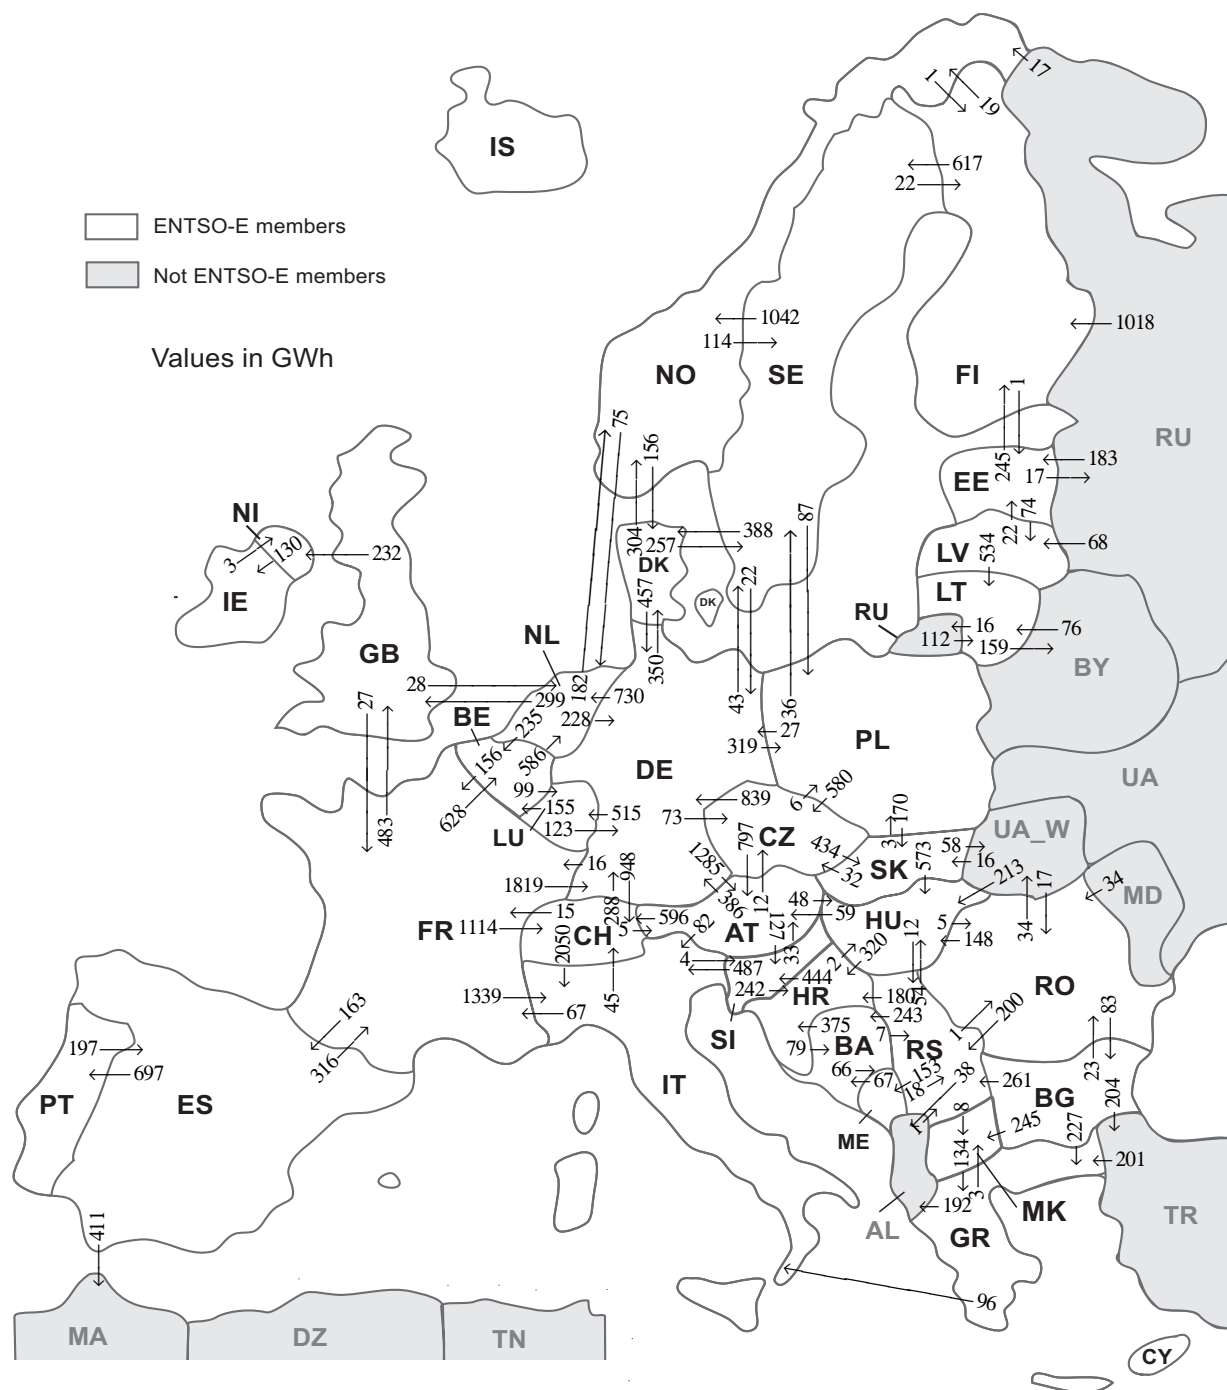 17
1
19
IS
617
22
ENTSO-E members
Not ENTSO-E members
1042
114
1018
Values in GWh
NO
SE
FI
1
75
156
RU
245
183
17
EE
87
74
22
NI
130
3
232
304
388
257
DK
534
68
LV
IE
457
22
DK
LT
RU
16
112
76
159
NL
GB
350
BY
28
299
182
730
27
43
36
BE
235
228
27
319
PL
156
586
DE
UA
99
839
6
580
628
483
155
515
73
LU
123
797
CZ
170
3
UA_W
434
58
573
SK
16
1285
32
16
948
213
17
34
1819
386
MD
15
288
12
48
59
HU
5
FR
1114
596
CH
5
82
AT
127
12
34
2050
148
33
2
320
4
487
444
RO
1339
45
242
HR
180
54
67
243
163
SI
375
7
1
200
83
197
79
BA
RS
316
697
66
67
153
18
38
261
23
PT
ES
IT
BG
204
ME
1
8
245
227
134
201
3
192
MK
411
AL
GR
TR
96
MA
DZ
TN
CY